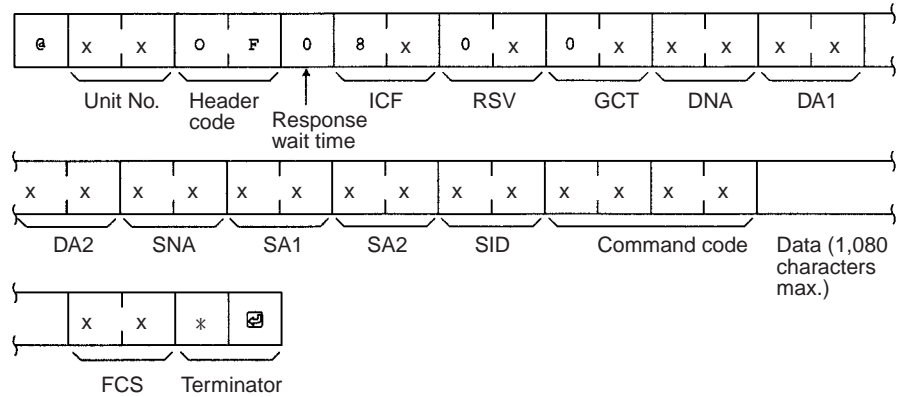 @ x x O F 0 8 x 0 x 0 x x x x x
Unit No. Header code Response wait time ICF RSV GCT DNA DA1
x x x x x x x x x x x x x x
DA2 SNA SA1 SA2 SID Command code Data (1,080 characters max.)
x x * ↵
FCS Terminator